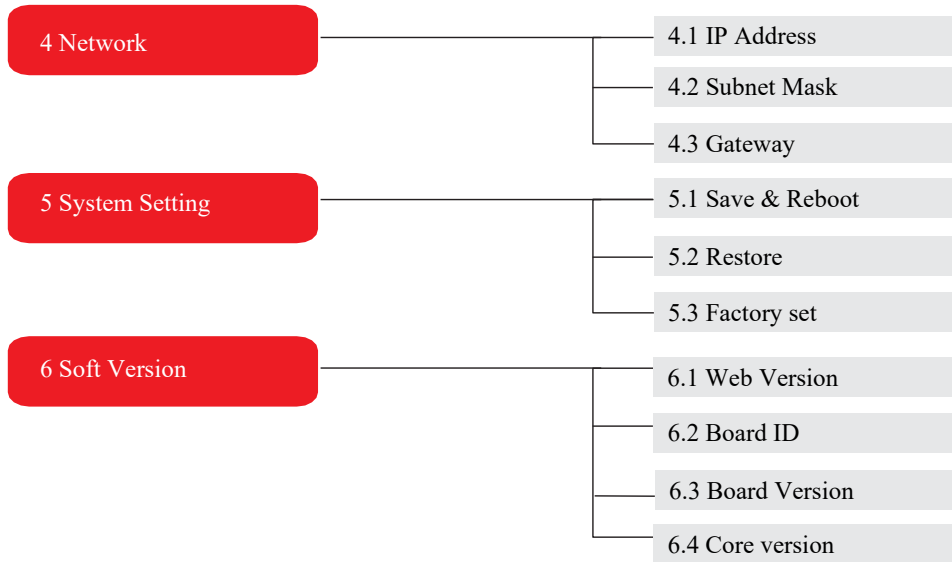 4 Network
4.1 IP Address
4.2 Subnet Mask
4.3 Gateway
5 System Setting
5.1 Save & Reboot
5.2 Restore
5.3 Factory set
6 Soft Version
6.1 Web Version
6.2 Board ID
6.3 Board Version
6.4 Core version